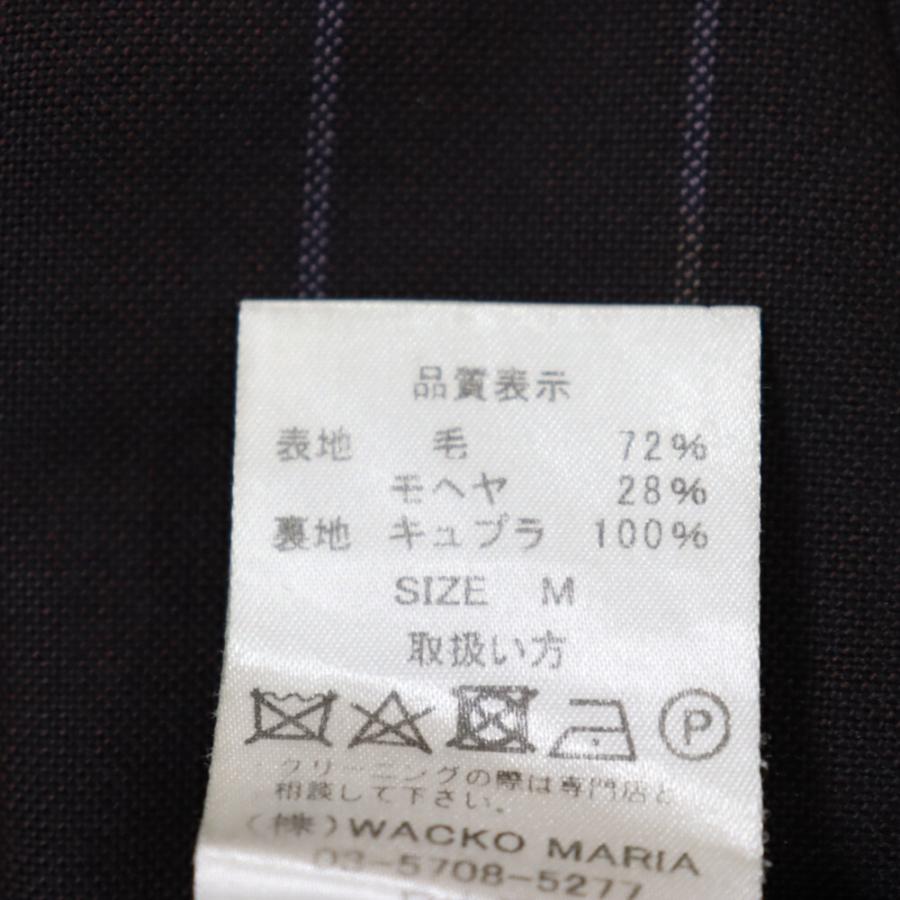 品質表示
表地 毛 72%
モヘヤ 28%
裏地 キュプラ 100%
SIZE M
取扱い方
P
クリーニングの際は専門店と
相談して下さい。
(株)WACKO MARIA
03-5708-5277